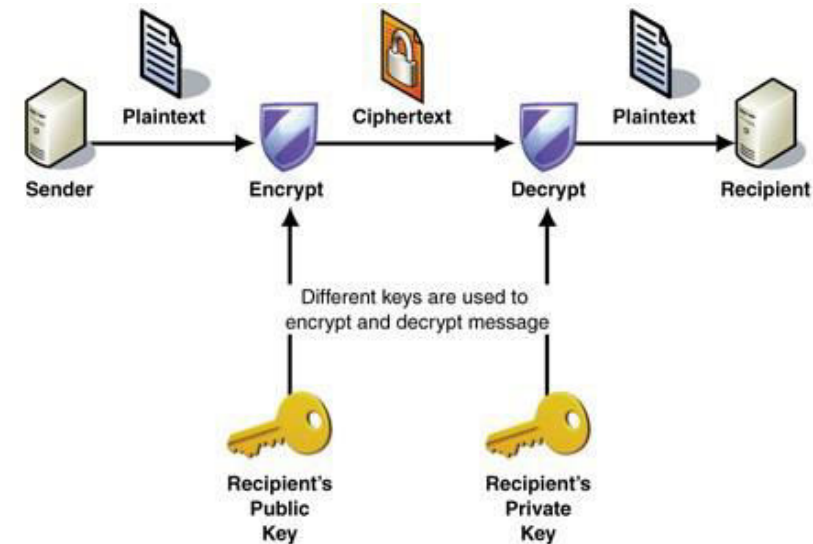 Plaintext
Ciphertext
Plaintext
Sender
Encrypt
Decrypt
Recipient
Different keys are used to
encrypt and decrypt message
Recipient's
Public
Key
Recipient's
Private
Key